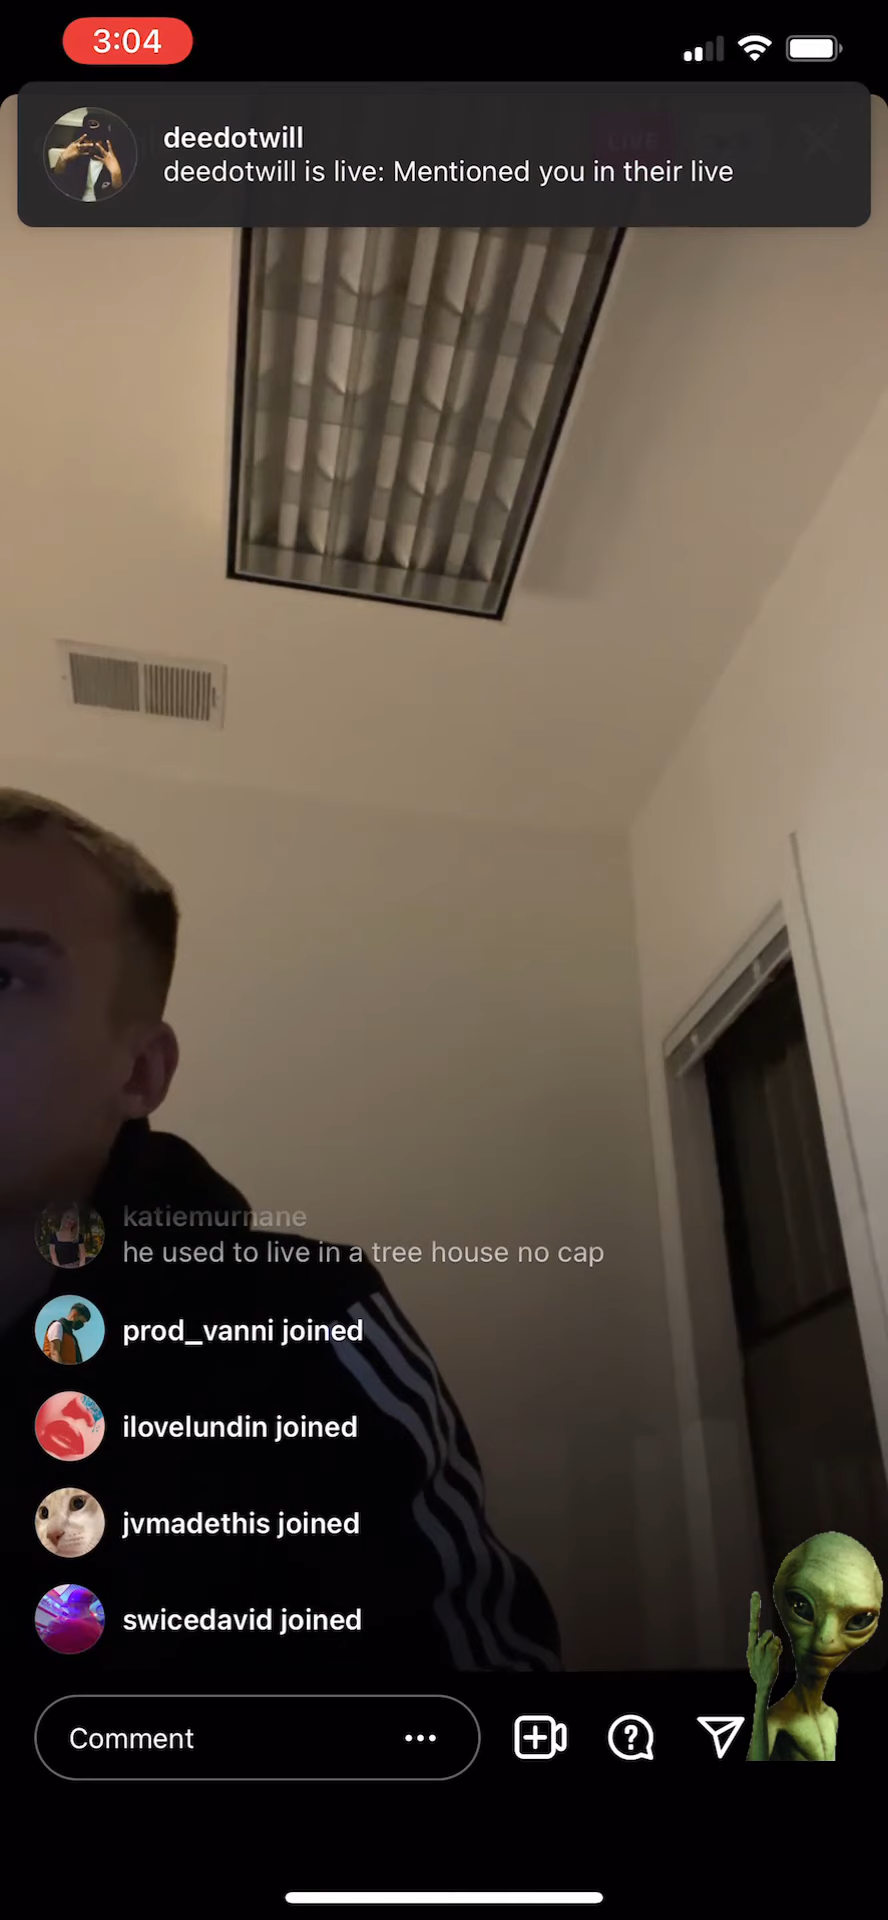 3:04
deedotwill
LIVE
deedotwill is live: Mentioned you in their live
katiemurnane
he used to live in a tree house no cap
prod_vanni joined
ilovelundin joined
jvmadethis joined
swicedavid joined
Comment